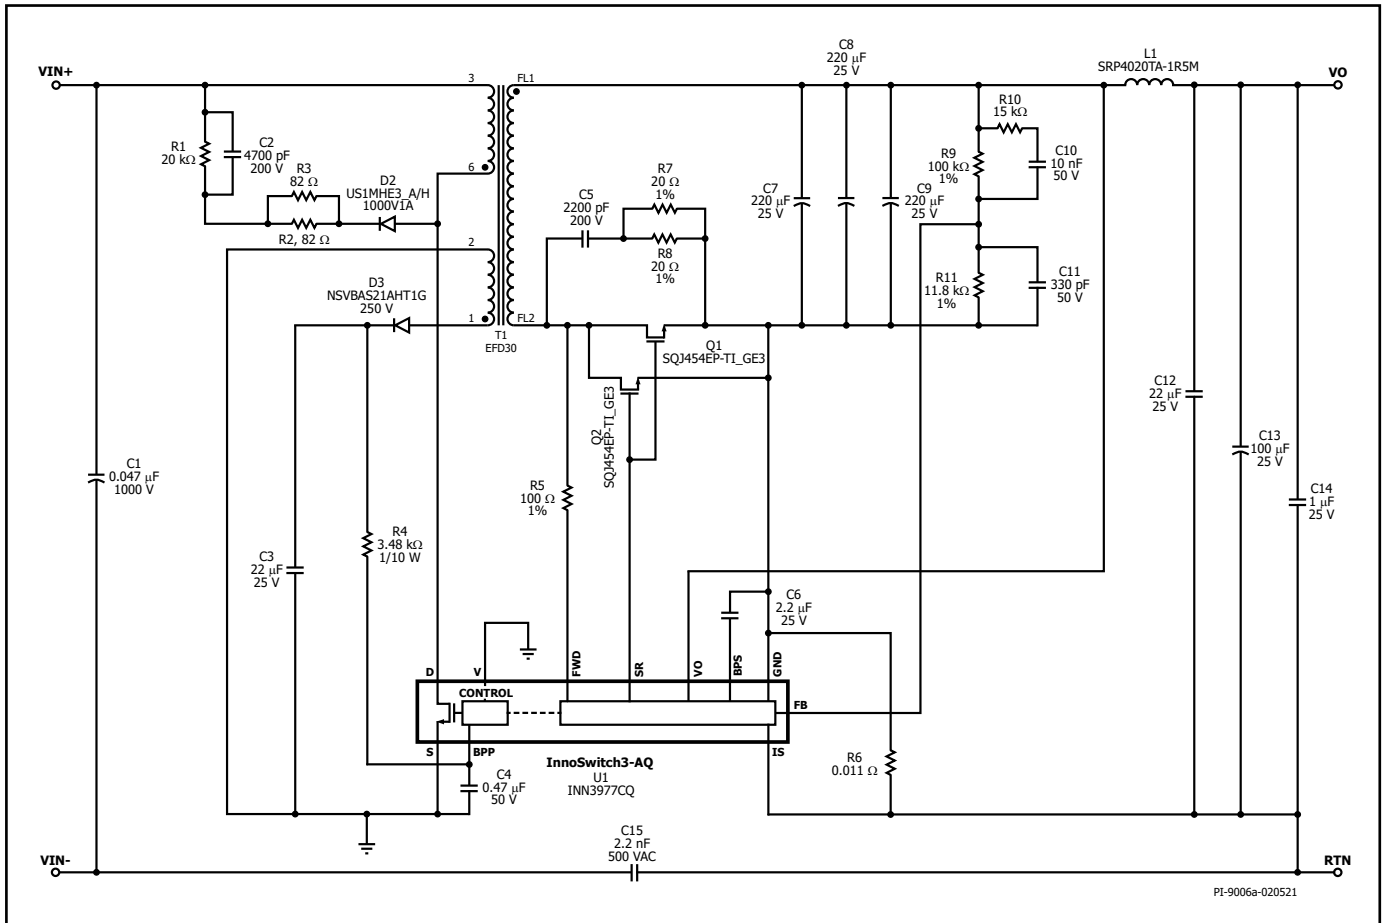 C8
220 µF
25 V
L1
SRP4020TA-1R5M
VIN+
3
FL1
VO
R10
15 kΩ
R1
20 kΩ
C2
4700 pF
200 V
R9
100 kΩ
1%
C10
10 nF
50 V
6
R3
82 Ω
D2
US1MHE3_A/H
1000V1A
R7
20 Ω
1%
C5
2200 pF
200 V
C7
220 µF
25 V
C9
220 µF
25 V
R2, 82 Ω
2
R8
20 Ω
1%
D3
NSVBAS21AHT1G
250 V
R11
11.8 kΩ
1%
C11
330 pF
50 V
1
FL2
T1
EFD30
Q1
SQJ454EP-TI_GE3
Q2
SQJ454EP-TI_GE3
C12
22 µF
25 V
C13
100 µF
25 V
C1
0.047 µF
1000 V
R5
100 Ω
1%
C14
1 µF
25 V
R4
3.48 kΩ
1/10 W
C3
22 µF
25 V
C6
2.2 µF
25 V
D
V
FWD
SR
VO
BPS
GND
CONTROL
FB
S
BPP
IS
InnoSwitch3-AQ
U1
INN3977CQ
R6
0.011 Ω
C4
0.47 µF
50 V
C15
2.2 nF
500 VAC
VIN-
RTN
PI-9006a-020521